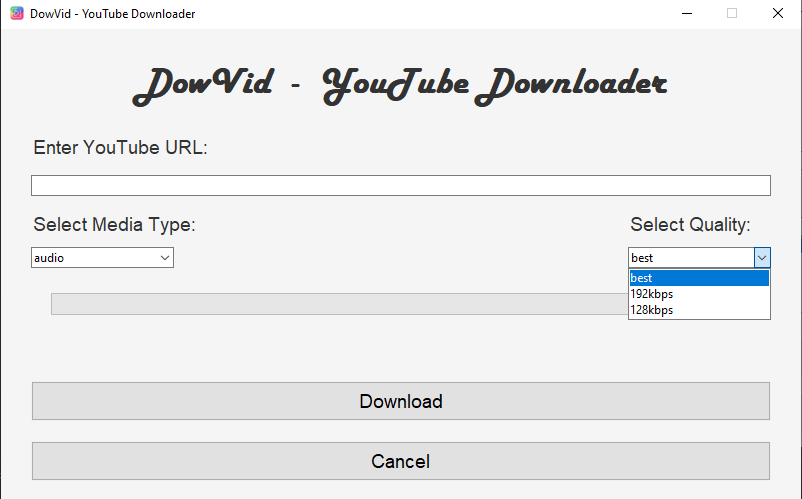 DowVid - YouTube Downloader
DowVid - YouTube Downloader
Enter YouTube URL:
Select Media Type:
Select Quality:
audio
best
best
192kbps
128kbps
Download
Cancel